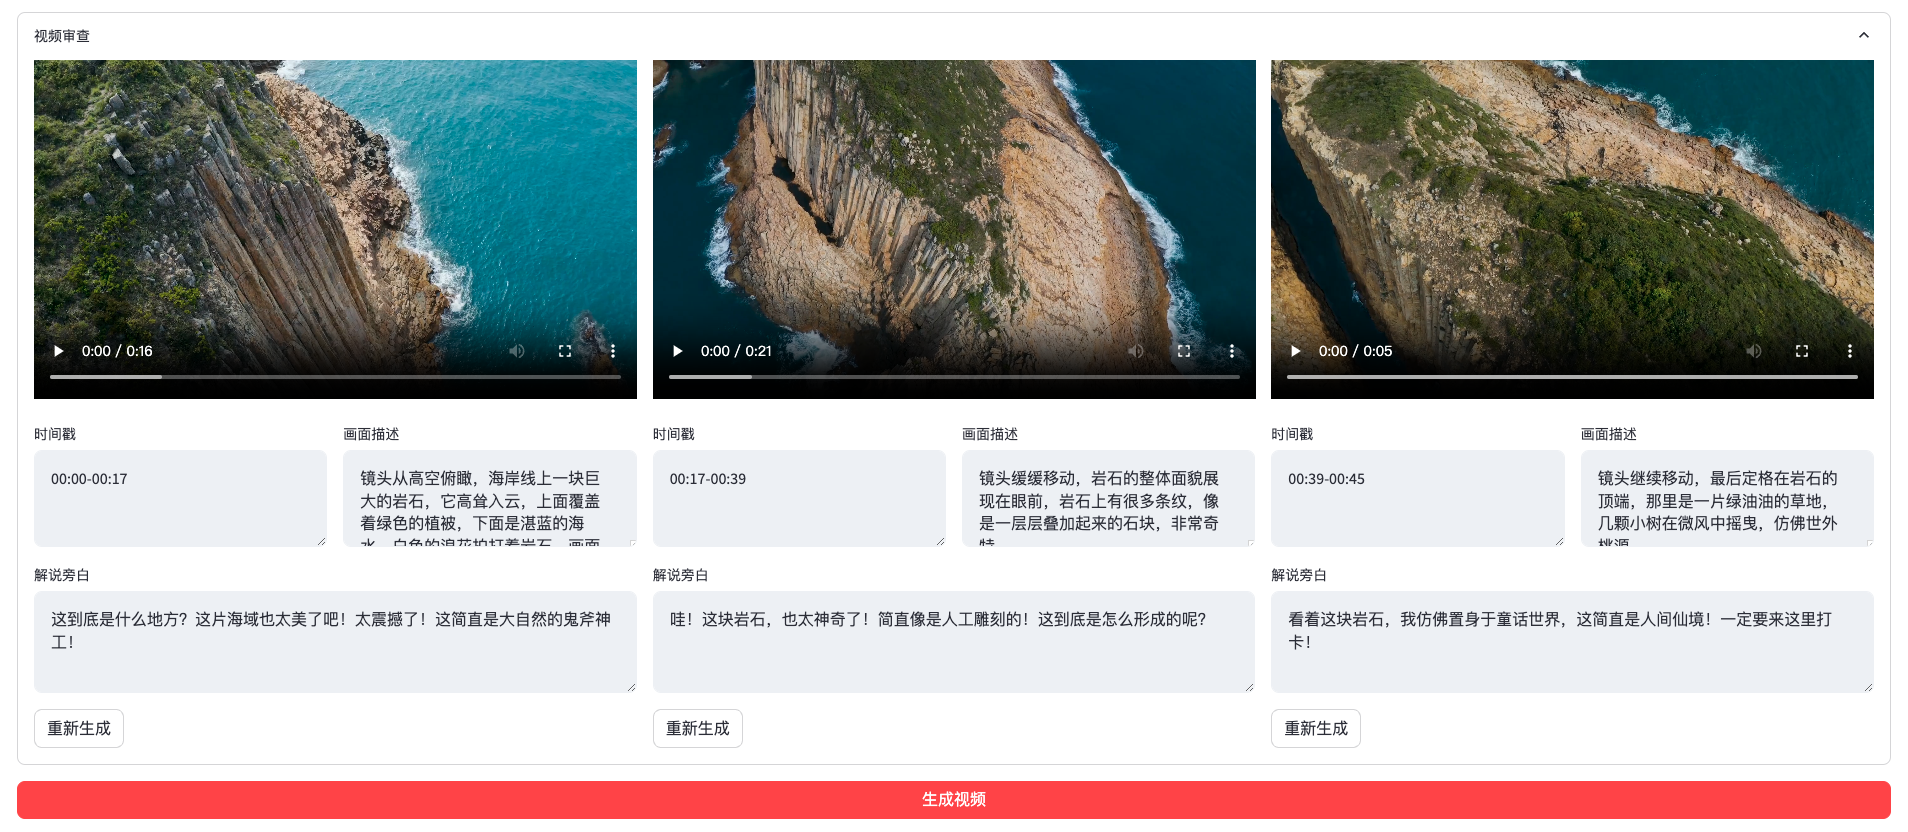 视频审查
0:00 / 0:16
0:00 / 0:21
0:00 / 0:05
时间戳
画面描述
00:00-00:17
镜头从高空俯瞰，海岸线上一块巨
大的岩石，它高耸入云，上面覆盖
着绿色的植被，下面是湛蓝的海
水，白色的浪花拍打着岩石，画面
时间戳
画面描述
00:17-00:39
镜头缓缓移动，岩石的整体面貌展
现在眼前，岩石上有很多条纹，像
是一层层叠加起来的石块，非常奇
特
时间戳
画面描述
00:39-00:45
镜头继续移动，最后定格在岩石的
顶端，那里是一片绿油油的草地，
几颗小树在微风中摇曳，仿佛世外
桃源
解说旁白
这到底是什么地方？这片海域也太美了吧！太震撼了！这简直是大自然的鬼斧神
工！
重新生成
解说旁白
哇！这块岩石，也太神奇了！简直像是人工雕刻的！这到底是怎么形成的呢？
重新生成
解说旁白
看着这块岩石，我仿佛置身于童话世界，这简直是人间仙境！一定要来这里打
卡！
重新生成
生成视频